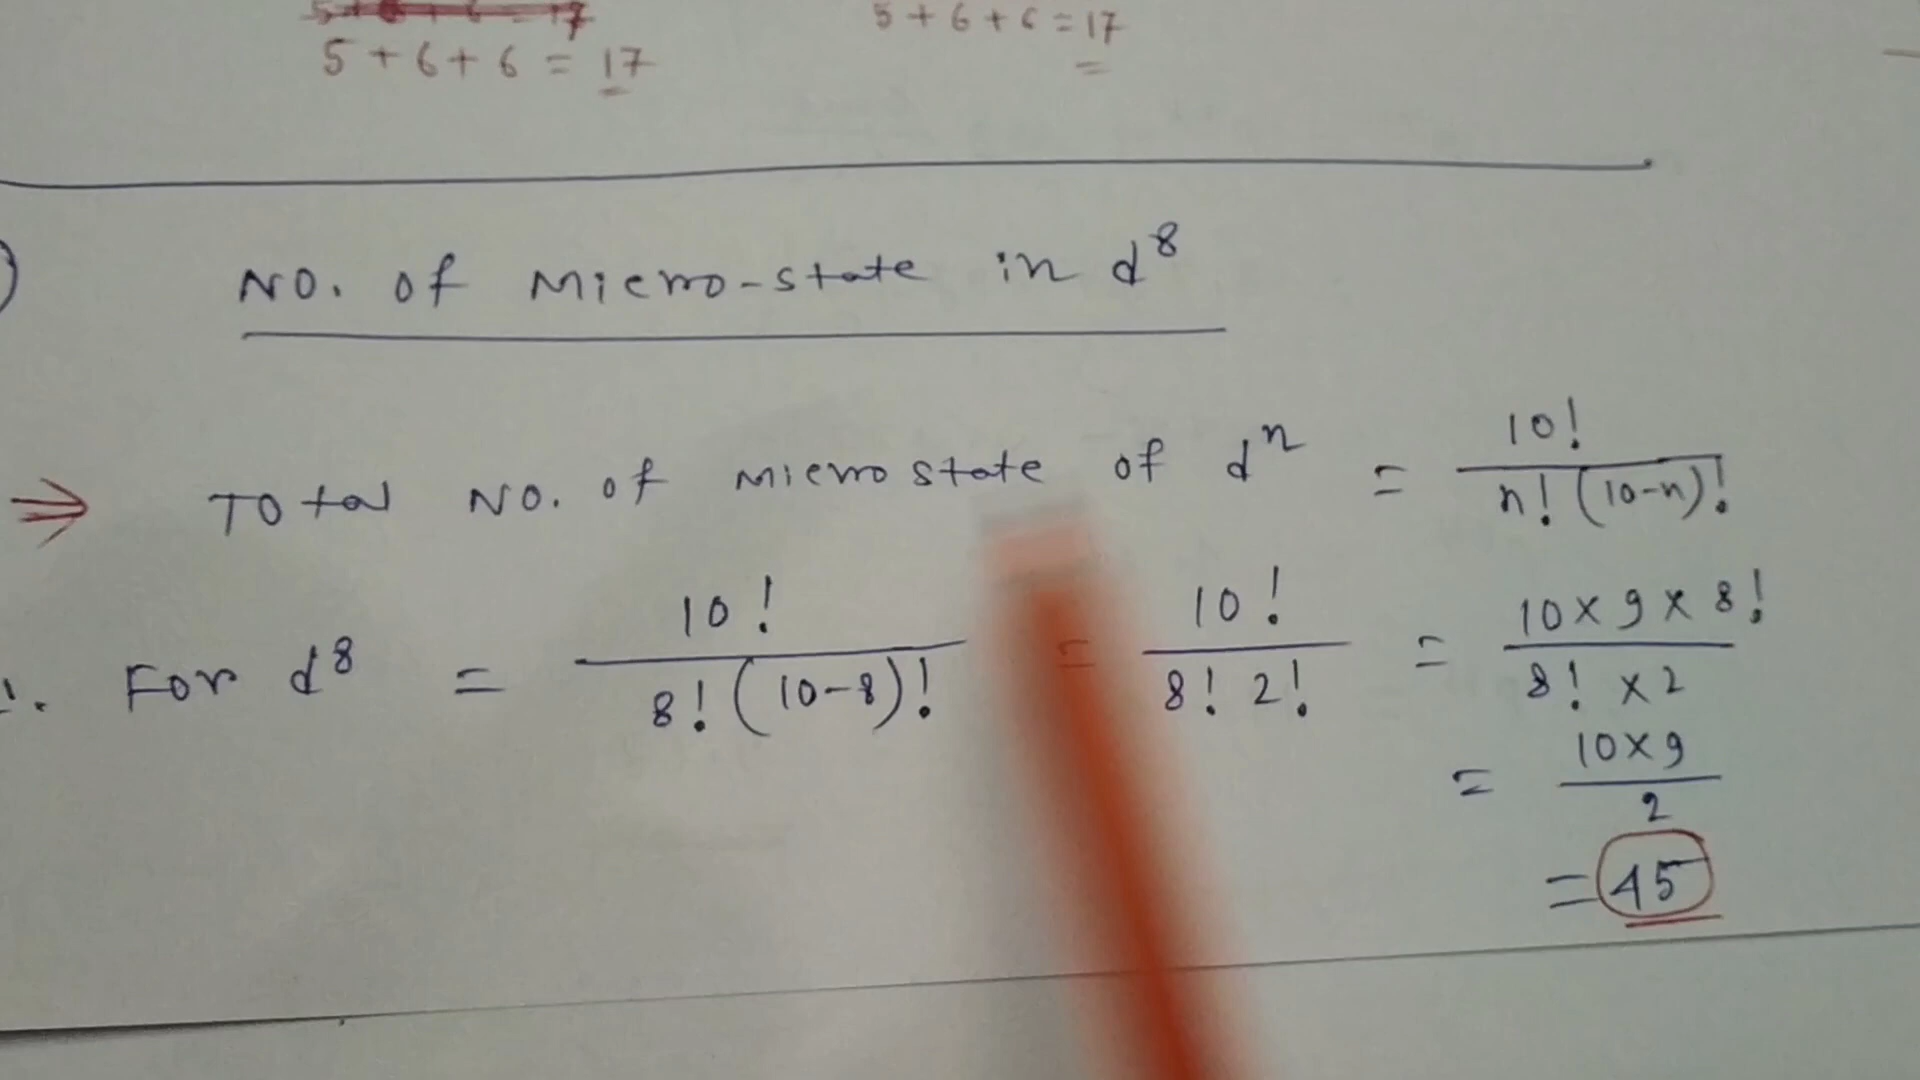 5 + 6 + 6 = 17
5 + 6 + 6 = 17
NO. of Micro-state in d⁸
⇒ Total NO. of microstate of dⁿ = 10! / n! (10-n)!
For d⁸ = 10! / 8! (10-8)! = 10! / 8! 2! = 10 x 9 x 8! / 8! x 2
= 10 x 9 / 2
= 45